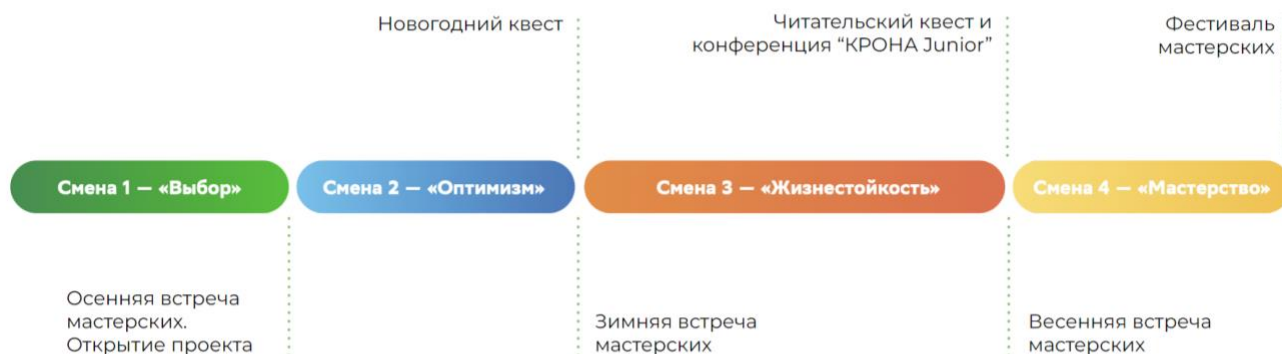 Новогодний квест
Читательский квест и
конференция “КРОНА Junior”
Фестиваль
мастерских
Смена 1 — «Выбор»
Смена 2 — «Оптимизм»
Смена 3 — «Жизнестойкость»
Смена 4 — «Мастерство»
Осенняя встреча
мастерских.
Открытие проекта
Зимняя встреча
мастерских
Весенняя встреча
мастерских